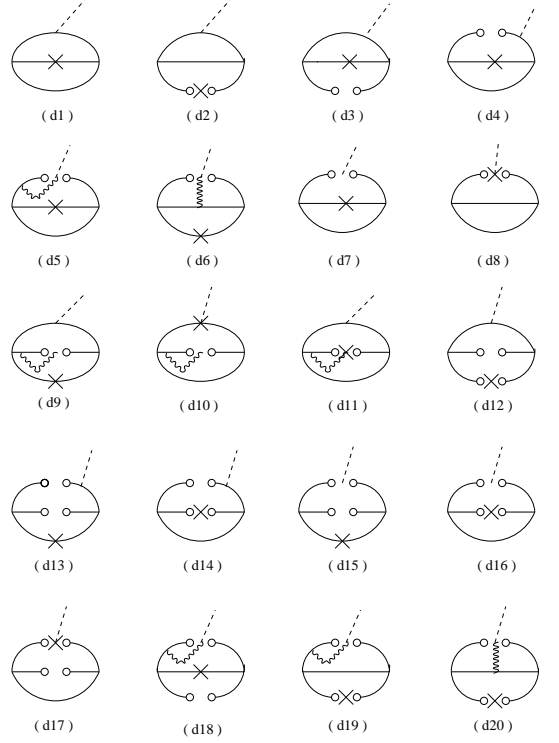 ( d1 ) ( d2 ) ( d3 ) ( d4 )
( d5 ) ( d6 ) ( d7 ) ( d8 )
( d9 ) ( d10 ) ( d11 ) ( d12 )
( d13 ) ( d14 ) ( d15 ) ( d16 )
( d17 ) ( d18 ) ( d19 ) ( d20 )